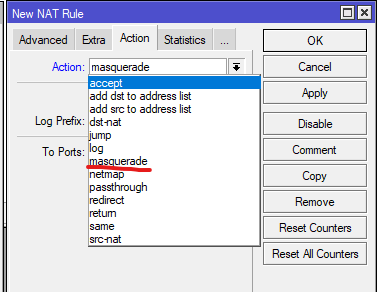 New NAT Rule
Advanced Extra Action Statistics ...
Action: masquerade
accept
add dst to address list
add src to address list
dst-nat
jump
log
masquerade
netmap
passthrough
redirect
return
same
src-nat
Log Prefix:
To Ports:
OK
Cancel
Apply
Disable
Comment
Copy
Remove
Reset Counters
Reset All Counters